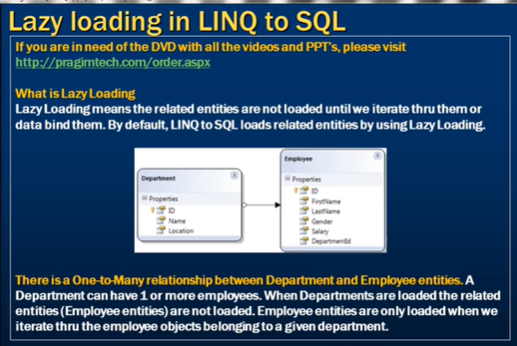 Lazy loading in LINQ to SQL
If you are in need of the DVD with all the videos and PPT's, please visit
http://pragimtech.com/order.aspx
What is Lazy Loading
Lazy Loading means the related entities are not loaded until we iterate thru them or
data bind them. By default, LINQ to SQL loads related entities by using Lazy Loading.
Department
Properties
ID
Name
Location
Employee
Properties
ID
FirstName
LastName
Gender
Salary
DepartmentId
There is a One-to-Many relationship between Department and Employee entities. A
Department can have 1 or more employees. When Departments are loaded the related
entities (Employee entities) are not loaded. Employee entities are only loaded when we
iterate thru the employee objects belonging to a given department.